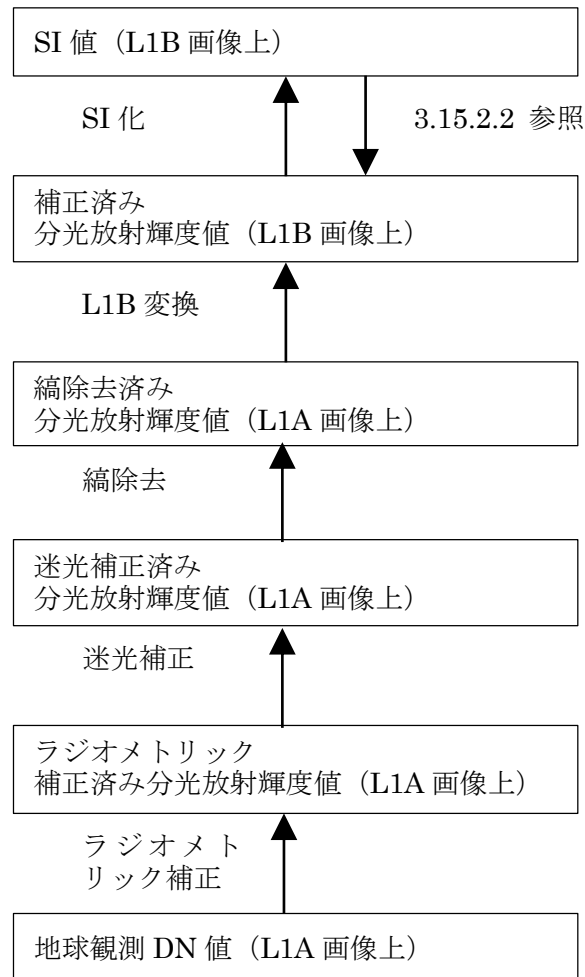 SI 値（L1B 画像上）
SI 化
3.15.2.2 参照
補正済み
分光放射輝度値（L1B 画像上）
L1B 変換
縞除去済み
分光放射輝度値（L1A 画像上）
縞除去
迷光補正済み
分光放射輝度値（L1A 画像上）
迷光補正
ラジオメトリック
補正済み分光放射輝度値（L1A 画像上）
ラジオメト
リック補正
地球観測 DN 値（L1A 画像上）